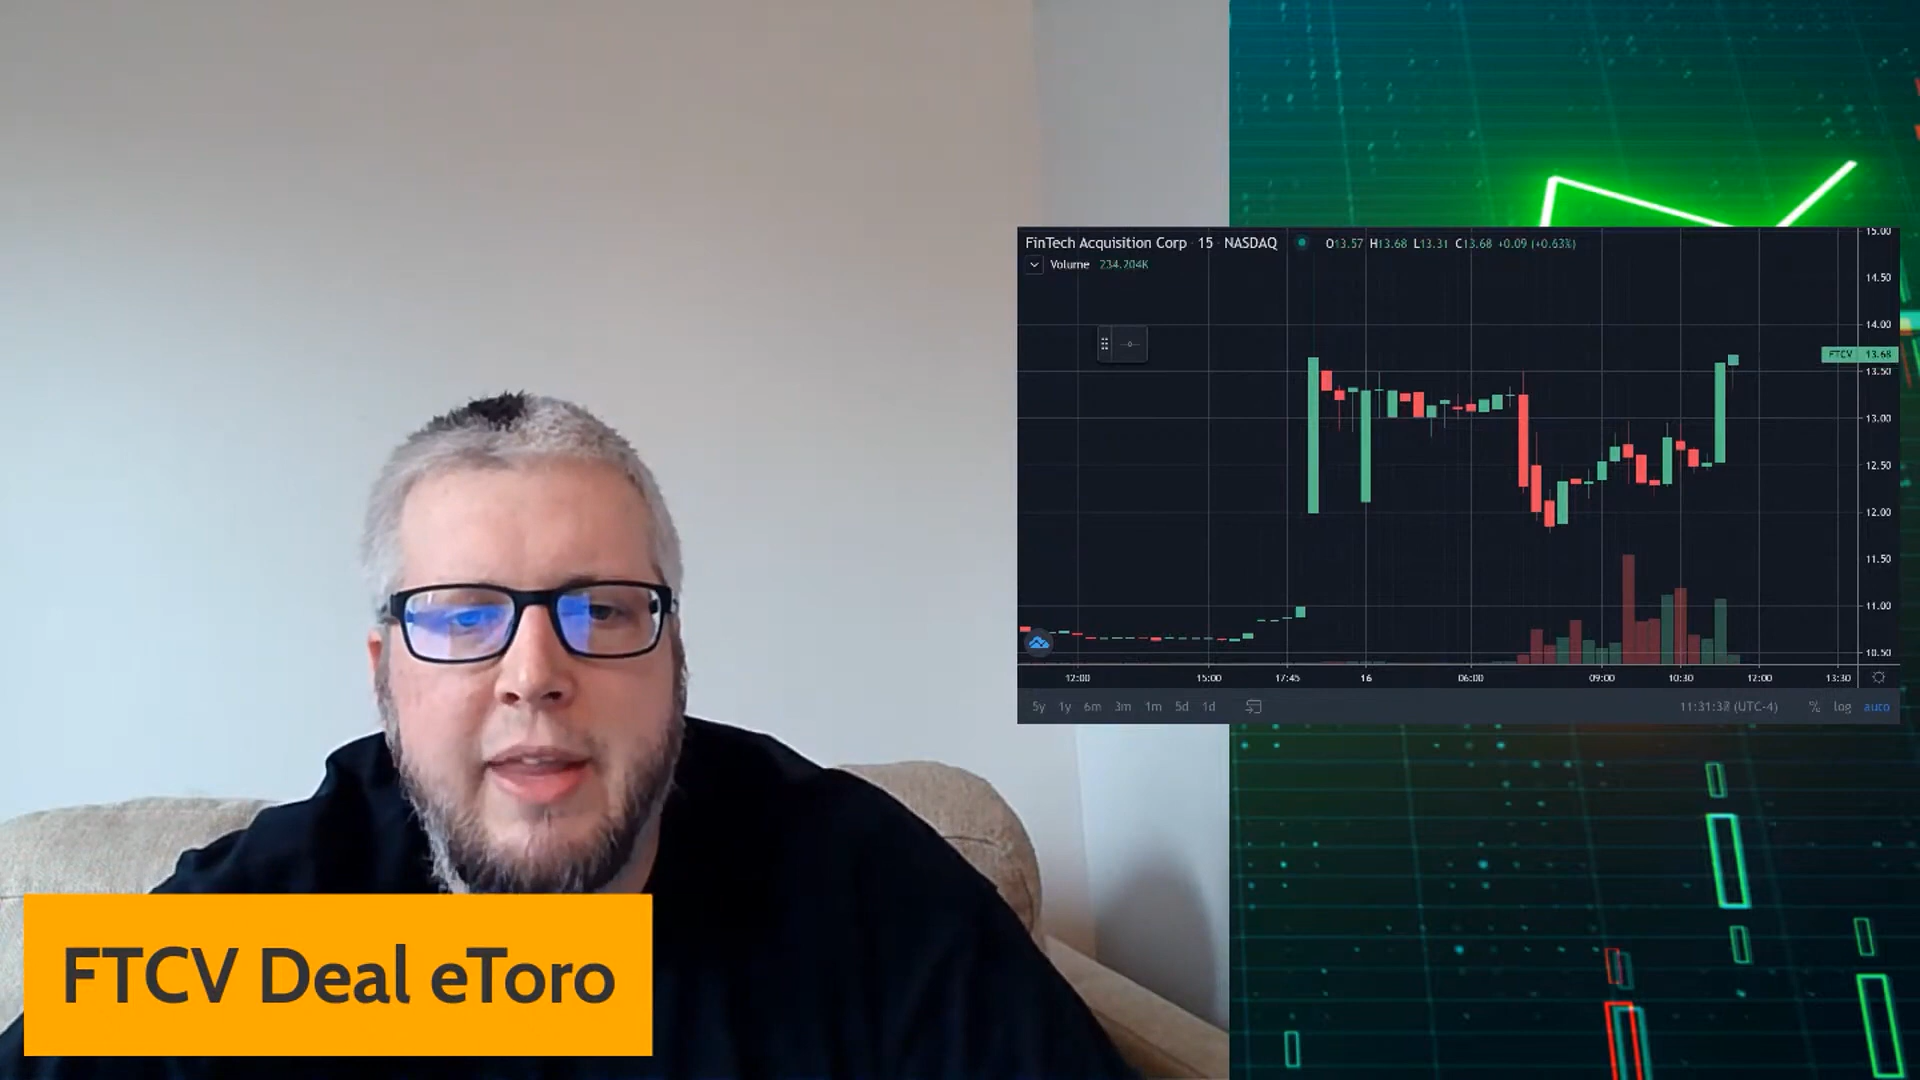 FinTech Acquisition Corp · 15 · NASDAQ O13.57 H13.68 L13.31 C13.68 +0.09 (+0.63%)
Volume 234.204K
15.00
14.50
14.00
FTCV 13.68
13.50
13.00
12.50
12.00
11.50
11.00
10.50
12:00 15:00 17:45 16 06:00 09:00 10:30 12:00 13:30
5y 1y 6m 3m 1m 5d 1d 11:31:38 (UTC-4) % log auto
FTCV Deal eToro